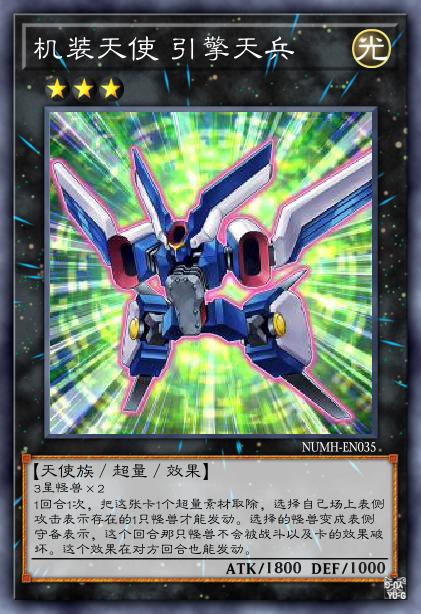 机装天使 引擎天兵
光
NUMH-EN035
【天使族／超量／效果】
3星怪兽×2
1回合1次，把这张卡1个超量素材取除，选择自己场上表侧
攻击表示存在的1只怪兽才能发动。选择的怪兽变成表侧
守备表示，这个回合那只怪兽不会被战斗以及卡的效果破
坏。这个效果在对方回合也能发动。
ATK/1800 DEF/1000